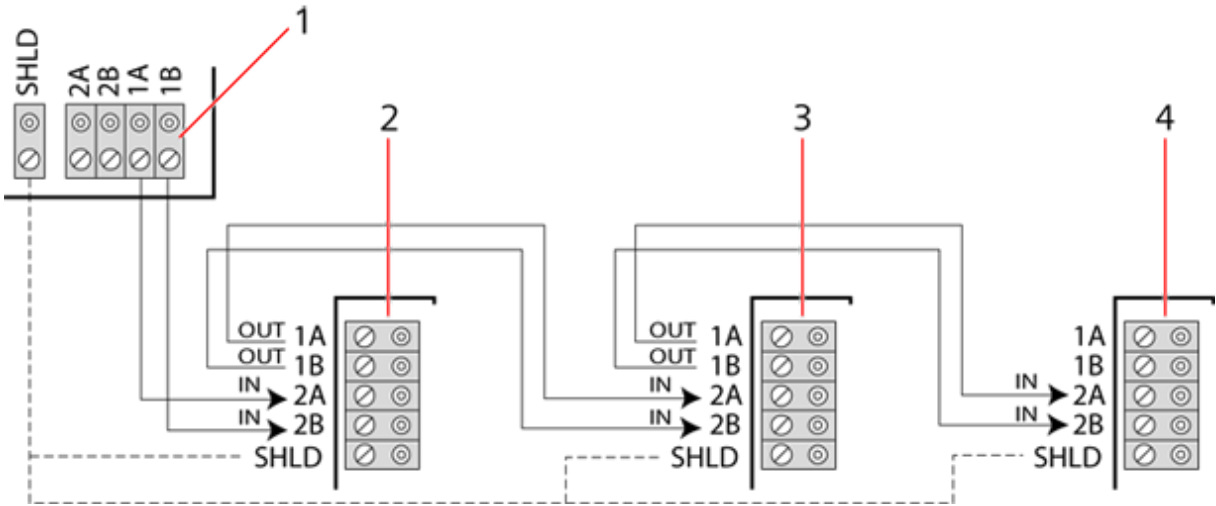 1
SHLD
2A
2B
1A
1B
2
3
4
OUT 1A
OUT 1B
IN 2A
IN 2B
SHLD
OUT 1A
OUT 1B
IN 2A
IN 2B
SHLD
1A
1B
IN 2A
IN 2B
SHLD